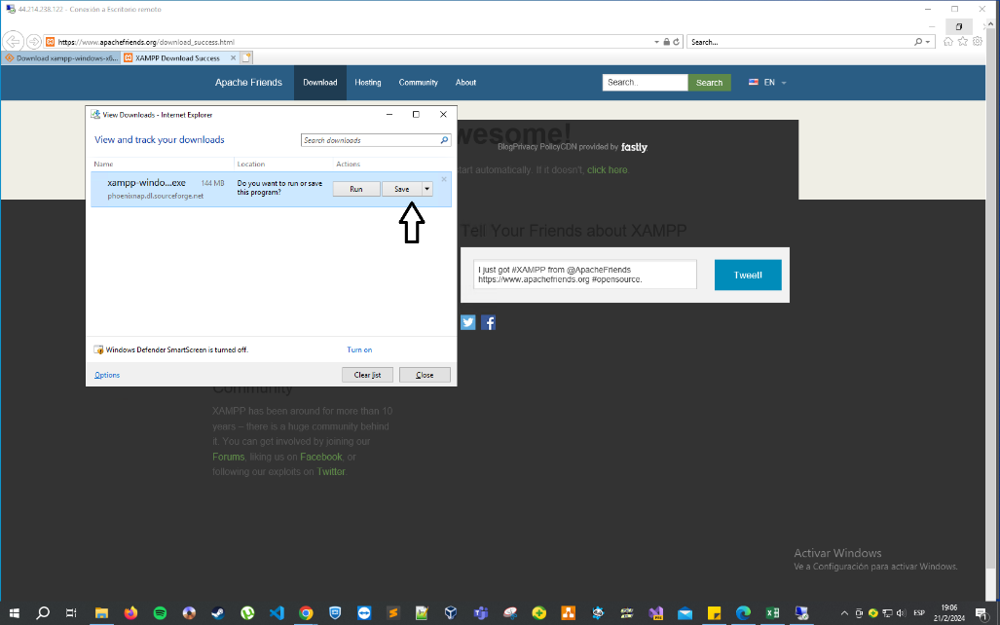 44.214.238.122 - Conexión a Escritorio remoto
https://www.apachefriends.org/download_success.html
Search...
Download xampp-windows-x6...
XAMPP Download Success
Apache Friends
Download
Hosting
Community
About
Search...
Search
EN
View Downloads - Internet Explorer
View and track your downloads
Search downloads
Name
Location
Actions
xampp-windo...exe
144 MB
Do you want to run or save
this program?
Run
Save
phoenixnap.dl.sourceforge.net
Windows Defender SmartScreen is turned off.
Turn on
Options
Clear list
Close
wesome!
BlogPrivacy PolicyCDN provided by fastly
start automatically. If it doesn't, click here.
Tell Your Friends about XAMPP
I just got #XAMPP from @ApacheFriends
https://www.apachefriends.org #opensource.
Tweet!
Community
XAMPP has been around for more than 10
years – there is a huge community behind
it. You can get involved by joining our
Forums, liking us on Facebook, or
following our exploits on Twitter.
Activar Windows
Ve a Configuración para activar Windows.
ESP
19:06
21/2/2024